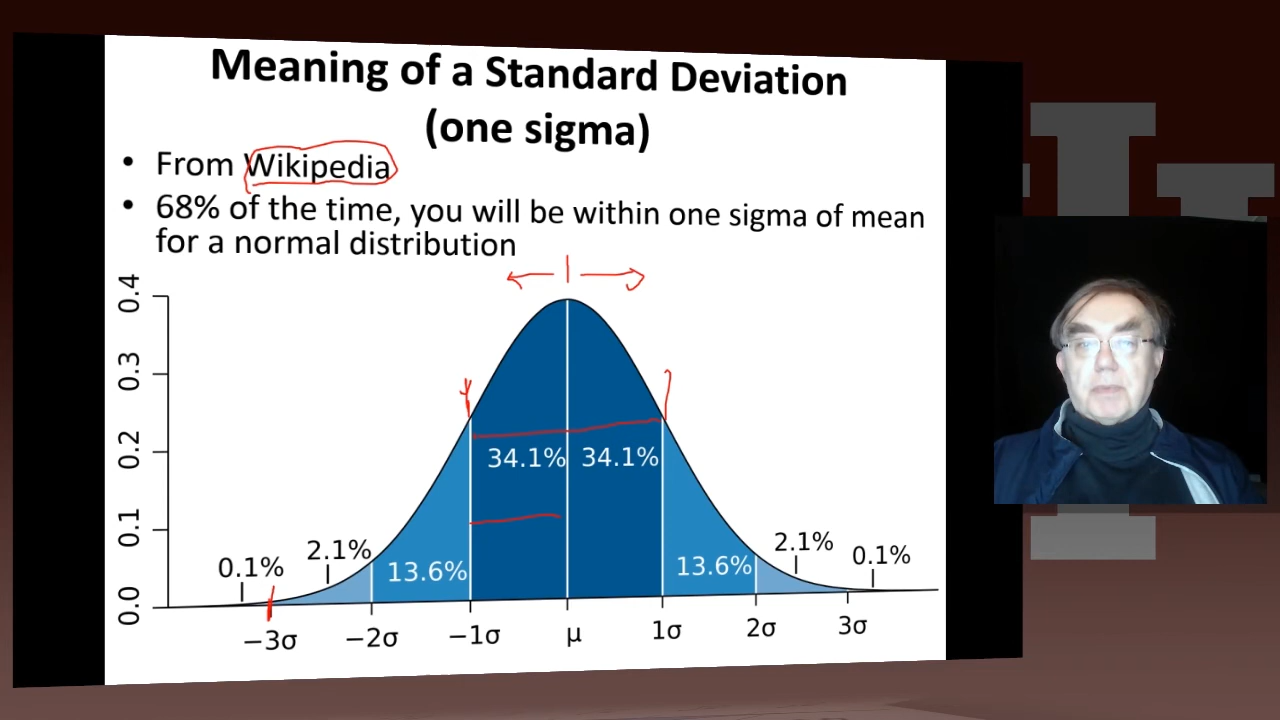 Meaning of a Standard Deviation
(one sigma)
• From Wikipedia
• 68% of the time, you will be within one sigma of mean
for a normal distribution
0.4
0.3
0.2
0.1
0.0
34.1% 34.1%
0.1% 2.1% 13.6% 13.6% 2.1% 0.1%
−3σ −2σ −1σ μ 1σ 2σ 3σ